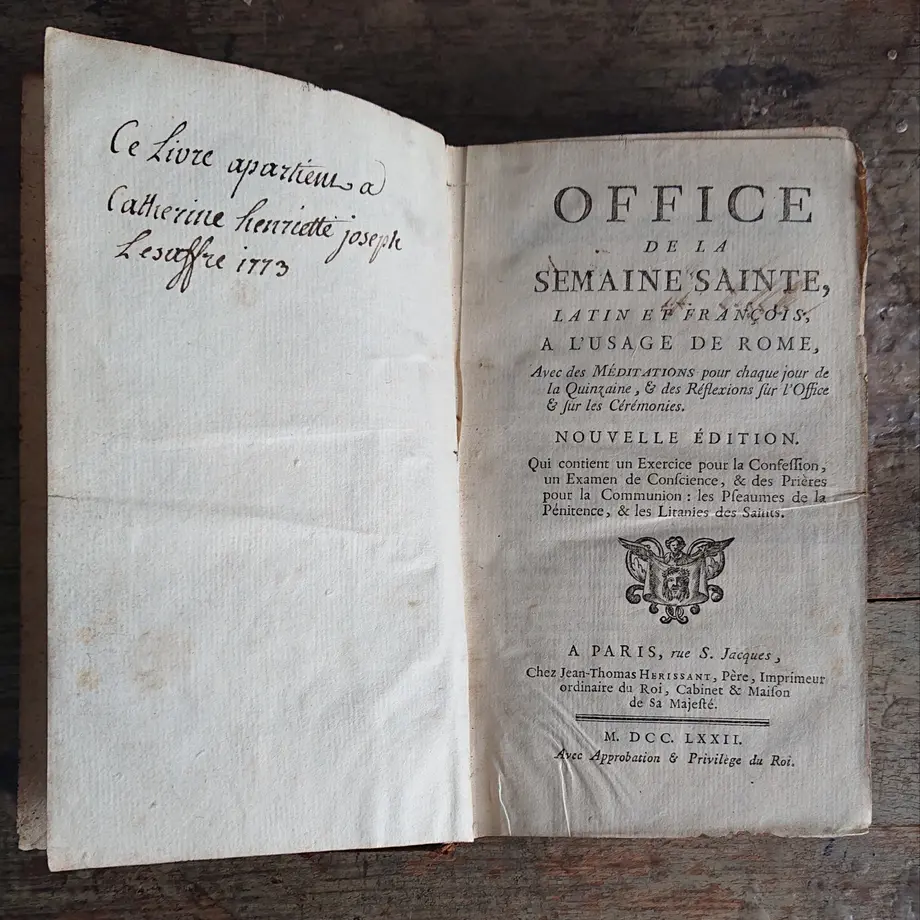 Ce Livre apartient a
Catherine henriette joseph
Lesaffre 1773
OFFICE
DE LA
SEMAINE SAINTE,
LATIN ET FRANÇOIS,
A L'USAGE DE ROME,
Avec des MÉDITATIONS pour chaque jour de
la Quinzaine, & des Réflexions ſur l'Office
& ſur les Cérémonies.
NOUVELLE ÉDITION.
Qui contient un Exercice pour la Confeſſion,
un Examen de Conſcience, & des Prières
pour la Communion : les Pſeaumes de la
Pénitence, & les Litanies des Saints.
A PARIS, rue S. Jacques,
Chez Jean-Thomas HERISSANT, Père, Imprimeur
ordinaire du Roi, Cabinet & Maiſon
de Sa Majeſté.
M. DCC. LXXII.
Avec Approbation & Privilège du Roi.